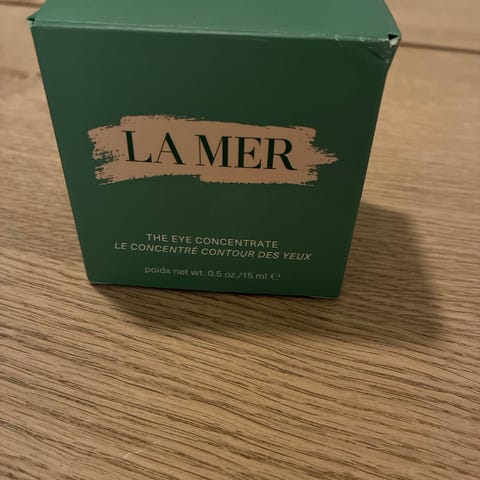 LA MER
THE EYE CONCENTRATE
LE CONCENTRÉ CONTOUR DES YEUX
poids net wt. 0.5 oz./15 ml ℮